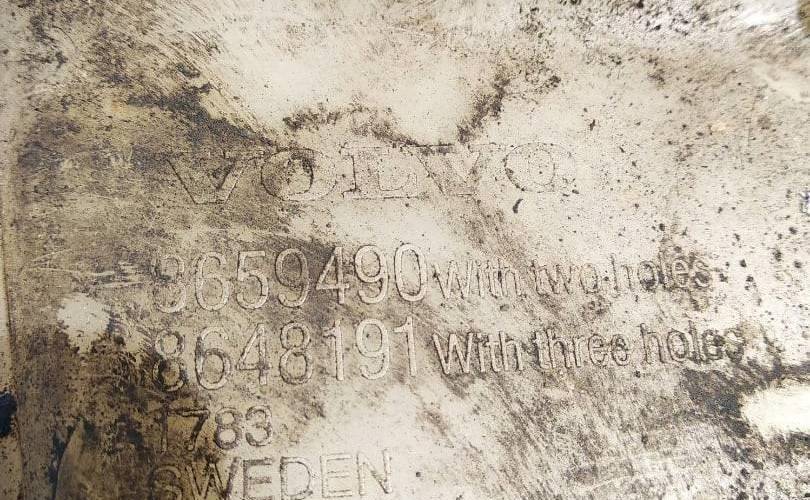 VOLVO
8659490 With two holes
8648191 With three holes
1783
SWEDEN